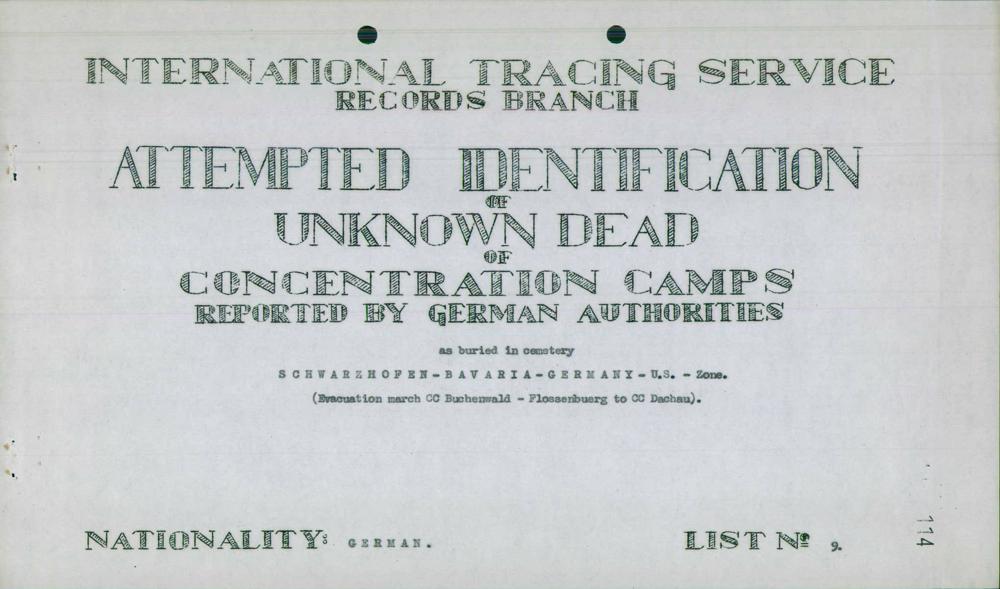 INTERNATIONAL TRACING SERVICE
RECORDS BRANCH
ATTEMPTED IDENTIFICATION
OF
UNKNOWN DEAD
OF
CONCENTRATION CAMPS
REPORTED BY GERMAN AUTHORITIES
as buried in cemetery
SCHWARZHOFEN-BAVARIA-GERMANY-U.S. - Zone.
(Evacuation march CC Buchenwald - Flossenbuerg to CC Dachau).
NATIONALITY: GERMAN.
LIST Nº 9.
114